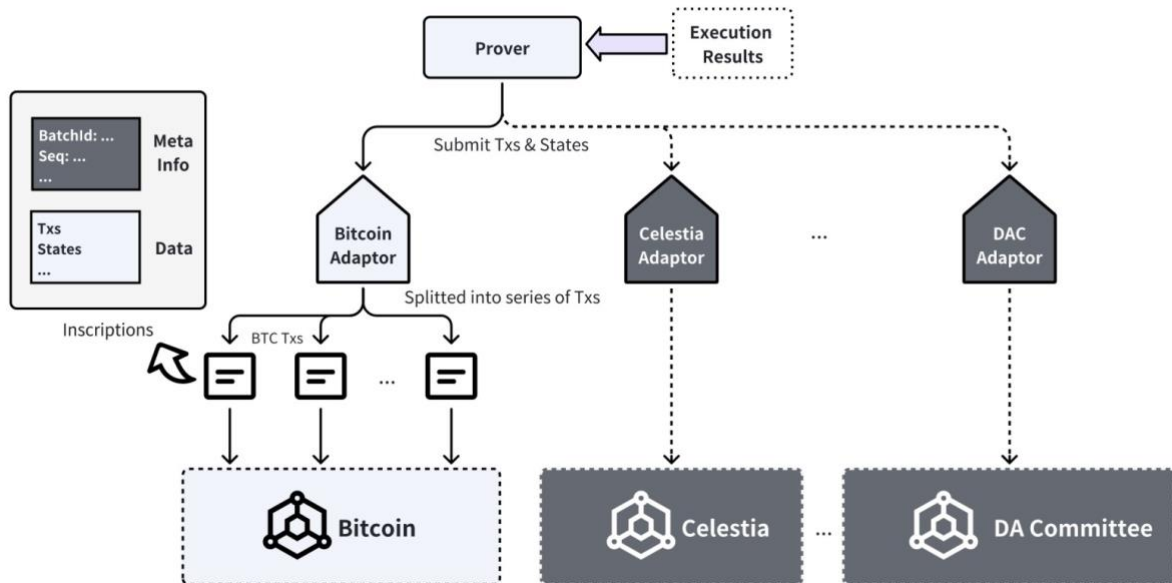 Prover
Execution
Results
BatchId: ...
Seq: ...
...
Meta
Info
Txs
States
...
Data
Inscriptions
Submit Txs & States
Bitcoin
Adaptor
Celestia
Adaptor
...
DAC
Adaptor
Splitted into series of Txs
BTC Txs
...
Bitcoin
Celestia
...
DA Committee